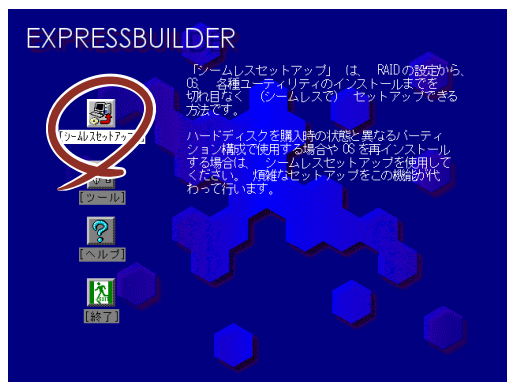 EXPRESSBUILDER
「シームレスセットアップ」 は、 RAIDの設定から、
OS、 各種ユーティリティのインストールまでを
切れ目なく (シームレスで) セットアップできる
方法です。
ハードディスクを購入時の状態と異なるパーティ
ション構成で使用する場合や OS を再インストール
する場合は、 シームレスセットアップを使用して
ください。 煩雑なセットアップをこの機能が代
わって行います。
[シームレスセットアップ]
[ツール]
[ヘルプ]
[終了]